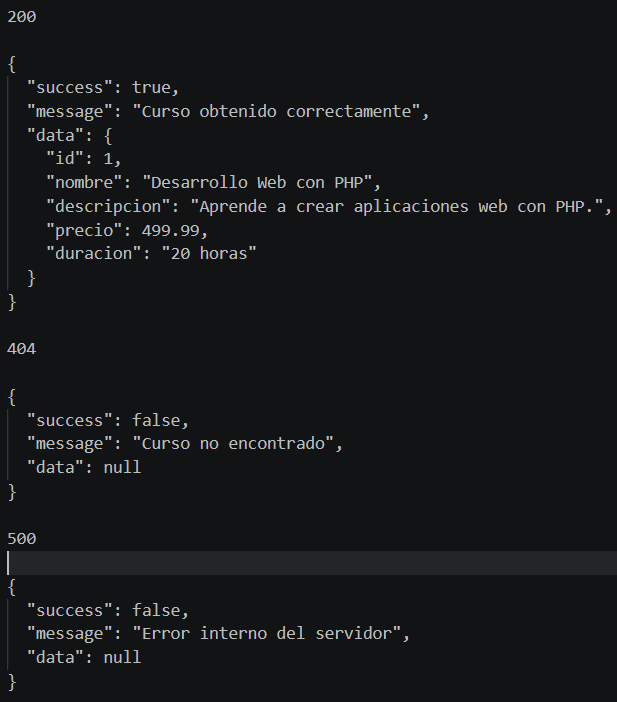 200
{
  "success": true,
  "message": "Curso obtenido correctamente",
  "data": {
    "id": 1,
    "nombre": "Desarrollo Web con PHP",
    "descripcion": "Aprende a crear aplicaciones web con PHP.",
    "precio": 499.99,
    "duracion": "20 horas"
  }
}
404
{
  "success": false,
  "message": "Curso no encontrado",
  "data": null
}
500
{
  "success": false,
  "message": "Error interno del servidor",
  "data": null
}